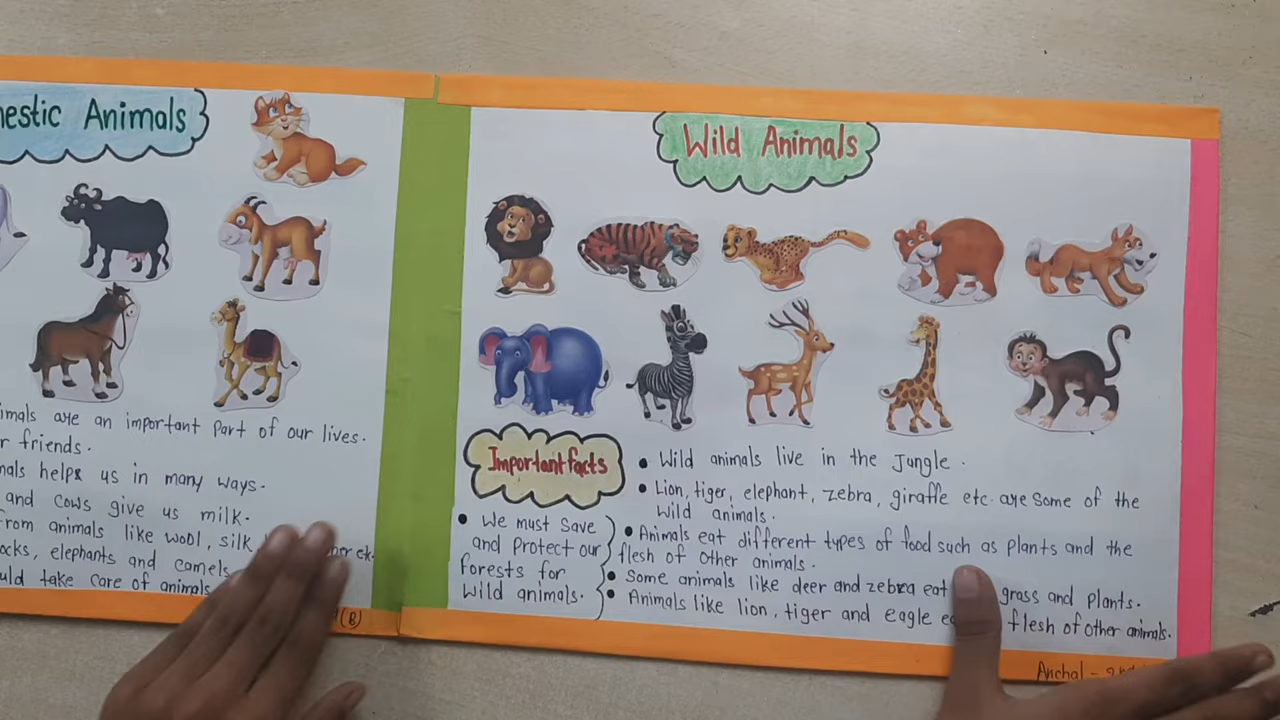 nestic Animals
imals are an important part of our lives.
r friends.
nals helps us in many ways.
and cows give us milk.
from animals like wool, silk
ocks, elephants and camels
uld take care of animals
(B)
Wild Animals
Important facts
• We must save
and Protect our
forests for
Wild animals.
• Wild animals live in the Jungle.
• Lion, tiger, elephant, zebra, giraffe etc. are some of the
Wild animals.
• Animals eat different types of food such as plants and the
flesh of other animals.
• Some animals like deer and zebra eat grass and plants.
• Animals like lion, tiger and eagle flesh of other animals.
Anchal -